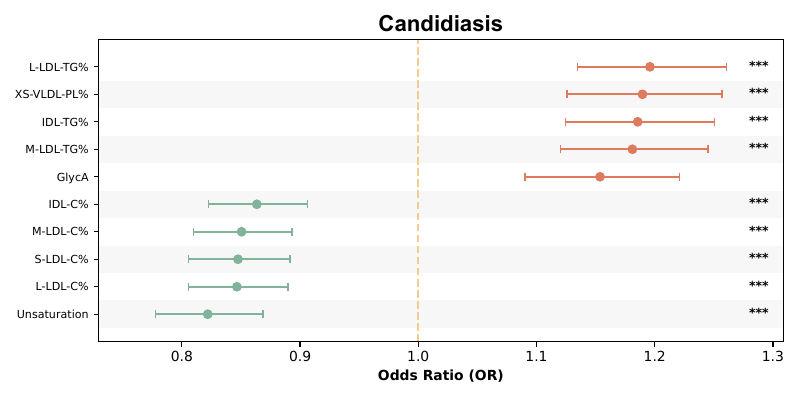 Candidiasis
L-LDL-TG% ***
XS-VLDL-PL% ***
IDL-TG% ***
M-LDL-TG% ***
GlycA
IDL-C% ***
M-LDL-C% ***
S-LDL-C% ***
L-LDL-C% ***
Unsaturation ***
0.8 0.9 1.0 1.1 1.2 1.3
Odds Ratio (OR)